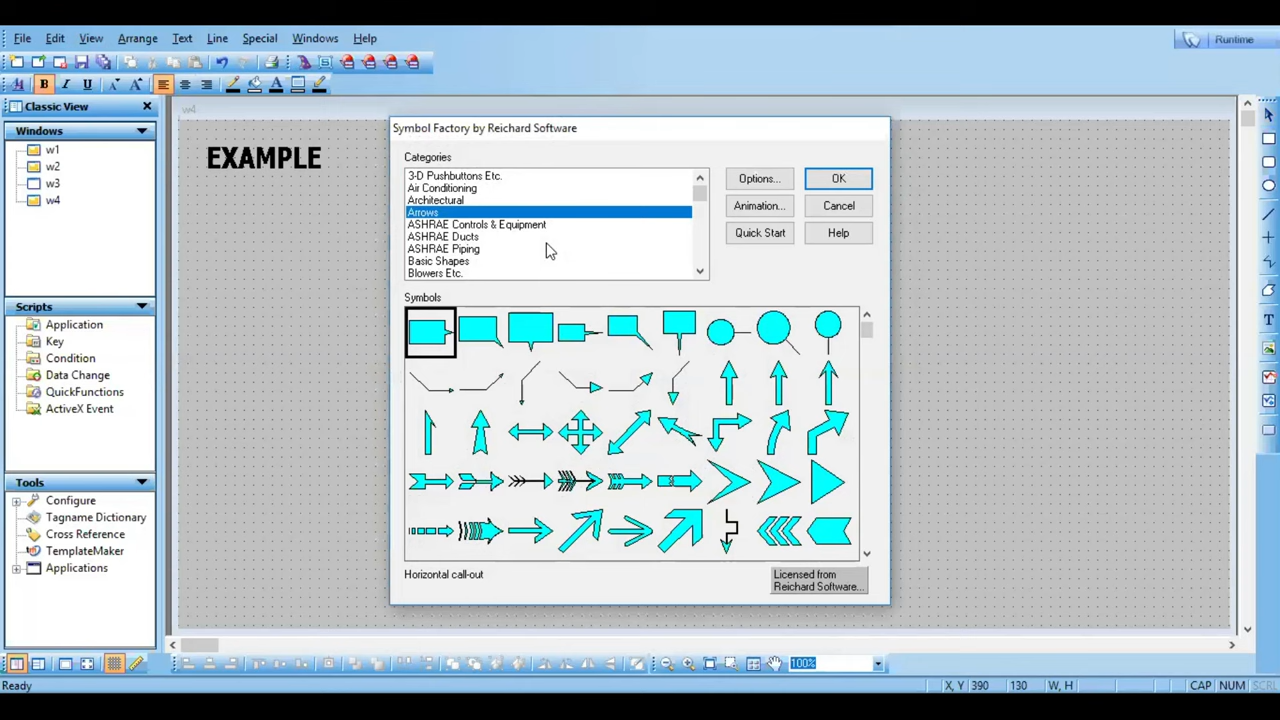 File Edit View Arrange Text Line Special Windows Help
Runtime
B I U A
Classic View
Windows
w1
w2
w3
w4
Scripts
Application
Key
Condition
Data Change
QuickFunctions
ActiveX Event
Tools
Configure
Tagname Dictionary
Cross Reference
TemplateMaker
Applications
w4
EXAMPLE
Symbol Factory by Reichard Software
Categories
3-D Pushbuttons Etc.
Air Conditioning
Architectural
Arrows
ASHRAE Controls & Equipment
ASHRAE Ducts
ASHRAE Piping
Basic Shapes
Blowers Etc.
Options... OK
Animation... Cancel
Quick Start Help
Symbols
Horizontal call-out
Licensed from
Reichard Software...
T
100%
Ready
X, Y 390 130 W, H CAP NUM SCRL